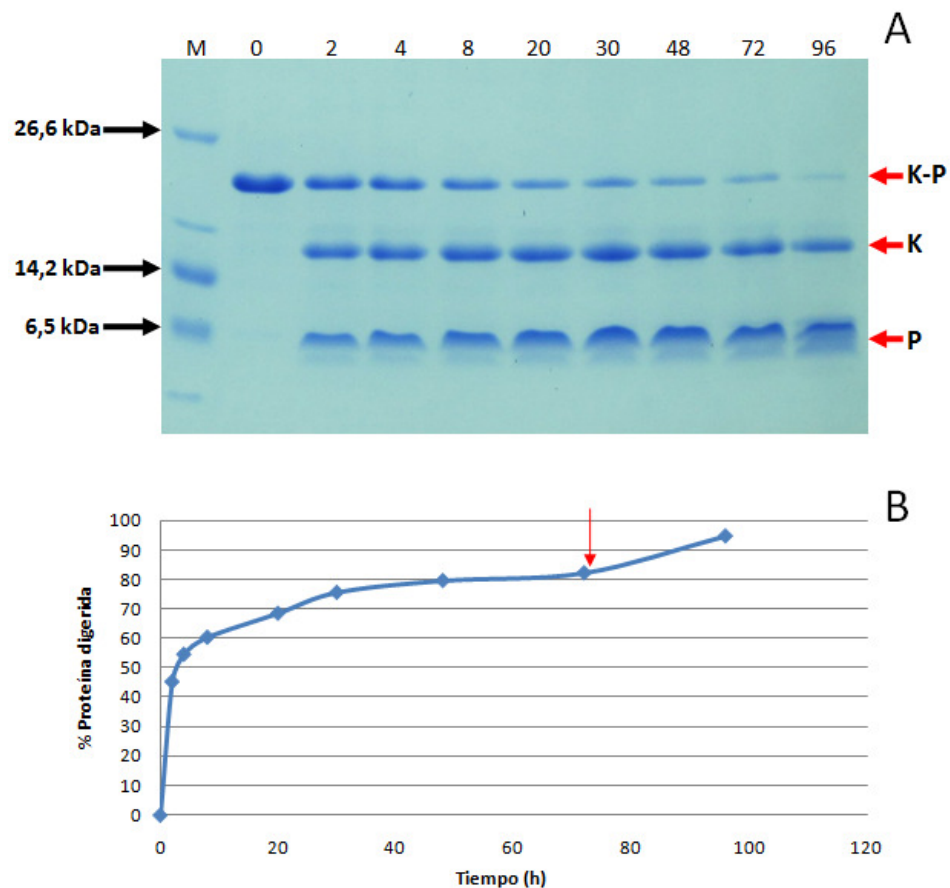 A
M 0 2 4 8 20 30 48 72 96
26,6 kDa
K-P
K
14,2 kDa
6,5 kDa
P
B
100
90
80
70
60
50
40
30
20
10
0
% Proteína digerida
0 20 40 60 80 100 120
Tiempo (h)